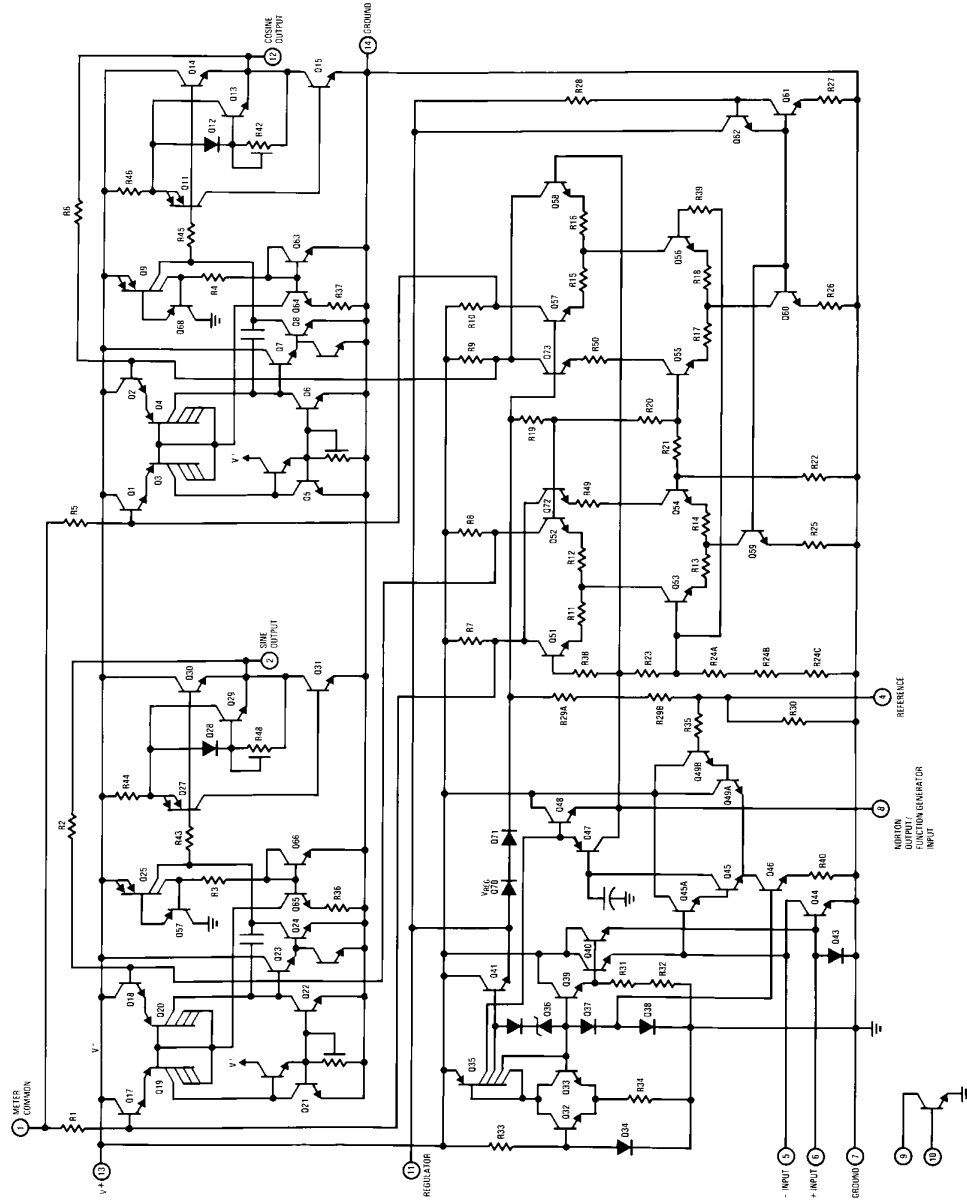 METER
COMMON
1
V+ 13
R1
Q17
V+
Q18
R2
Q19
Q20
Q21
V+
Q22
Q23
Q24
Q57
Q25
R3
Q65
Q66
R36
R43
Q27
R44
Q28
Q29
R48
Q30
Q31
2
SINE
OUTPUT
R5
Q1
Q2
Q3
Q4
Q5
V+
Q6
Q7
Q8
Q68
Q9
R4
Q64
Q63
R37
R45
Q11
R46
Q12
Q13
R42
Q14
Q15
R6
12
COSINE
OUTPUT
14 GROUND
11
REGULATOR
R33
Q34
Q32
Q33
R34
Q35
Q36
Q37
Q38
Q41
Q39
Q40
R31
R32
VREG
Q70
Q71
Q48
Q47
Q45A
Q45
Q46
R40
Q44
Q43
Q49B
Q49A
R35
R29A
R29B
R30
R38
R23
R24A
R24B
R24C
R7
Q51
R11
R12
R8
Q52
Q72
R49
Q53
R13
R14
Q54
Q59
R25
R22
R19
R20
R21
R9
R10
Q73
R50
Q57
R15
R16
Q58
Q55
R17
R18
Q56
R39
Q60
R26
R28
Q62
Q61
R27
- INPUT 5
+ INPUT 6
GROUND 7
8
NORTON
OUTPUT/
FUNCTION GENERATOR
INPUT
4
REFERENCE
9
10